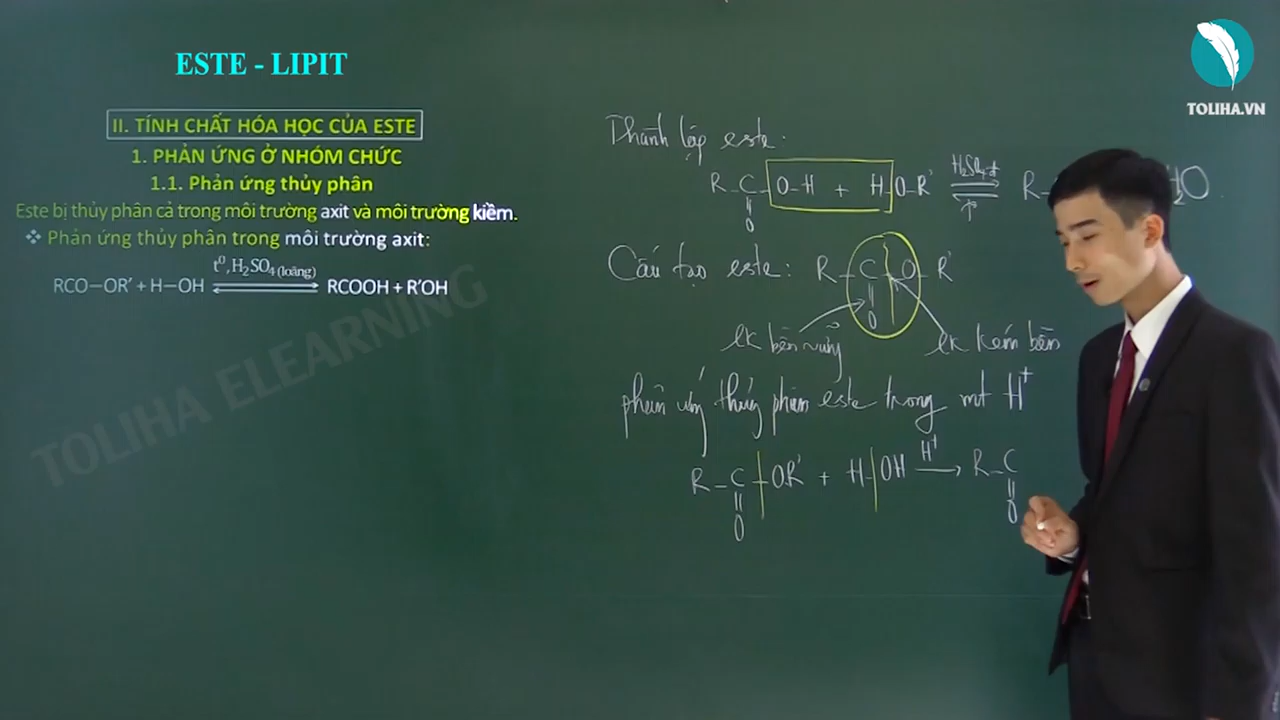 ESTE - LIPIT
TOLIHA.VN
II. TÍNH CHẤT HÓA HỌC CỦA ESTE
1. PHẢN ỨNG Ở NHÓM CHỨC
1.1. Phản ứng thủy phân
Este bị thủy phân cả trong môi trường axit và môi trường kiềm.
❖ Phản ứng thủy phân trong môi trường axit:
t⁰, H₂SO₄ (loãng)
RCO–OR′ + H–OH ⇌ RCOOH + R′OH
TOLIHA ELEARNING
Thành lập este:
H₂SO₄ đ
R–C–O–H + H–O–R' ⇌ R– H₂O
||
O
Cấu tạo este: R–C–O–R'
||
O
lk bền vững lk kém bền
phản ứng thủy phân este trong mt H⁺
H⁺
R–C–OR' + H–OH → R–C
|| ||
O O